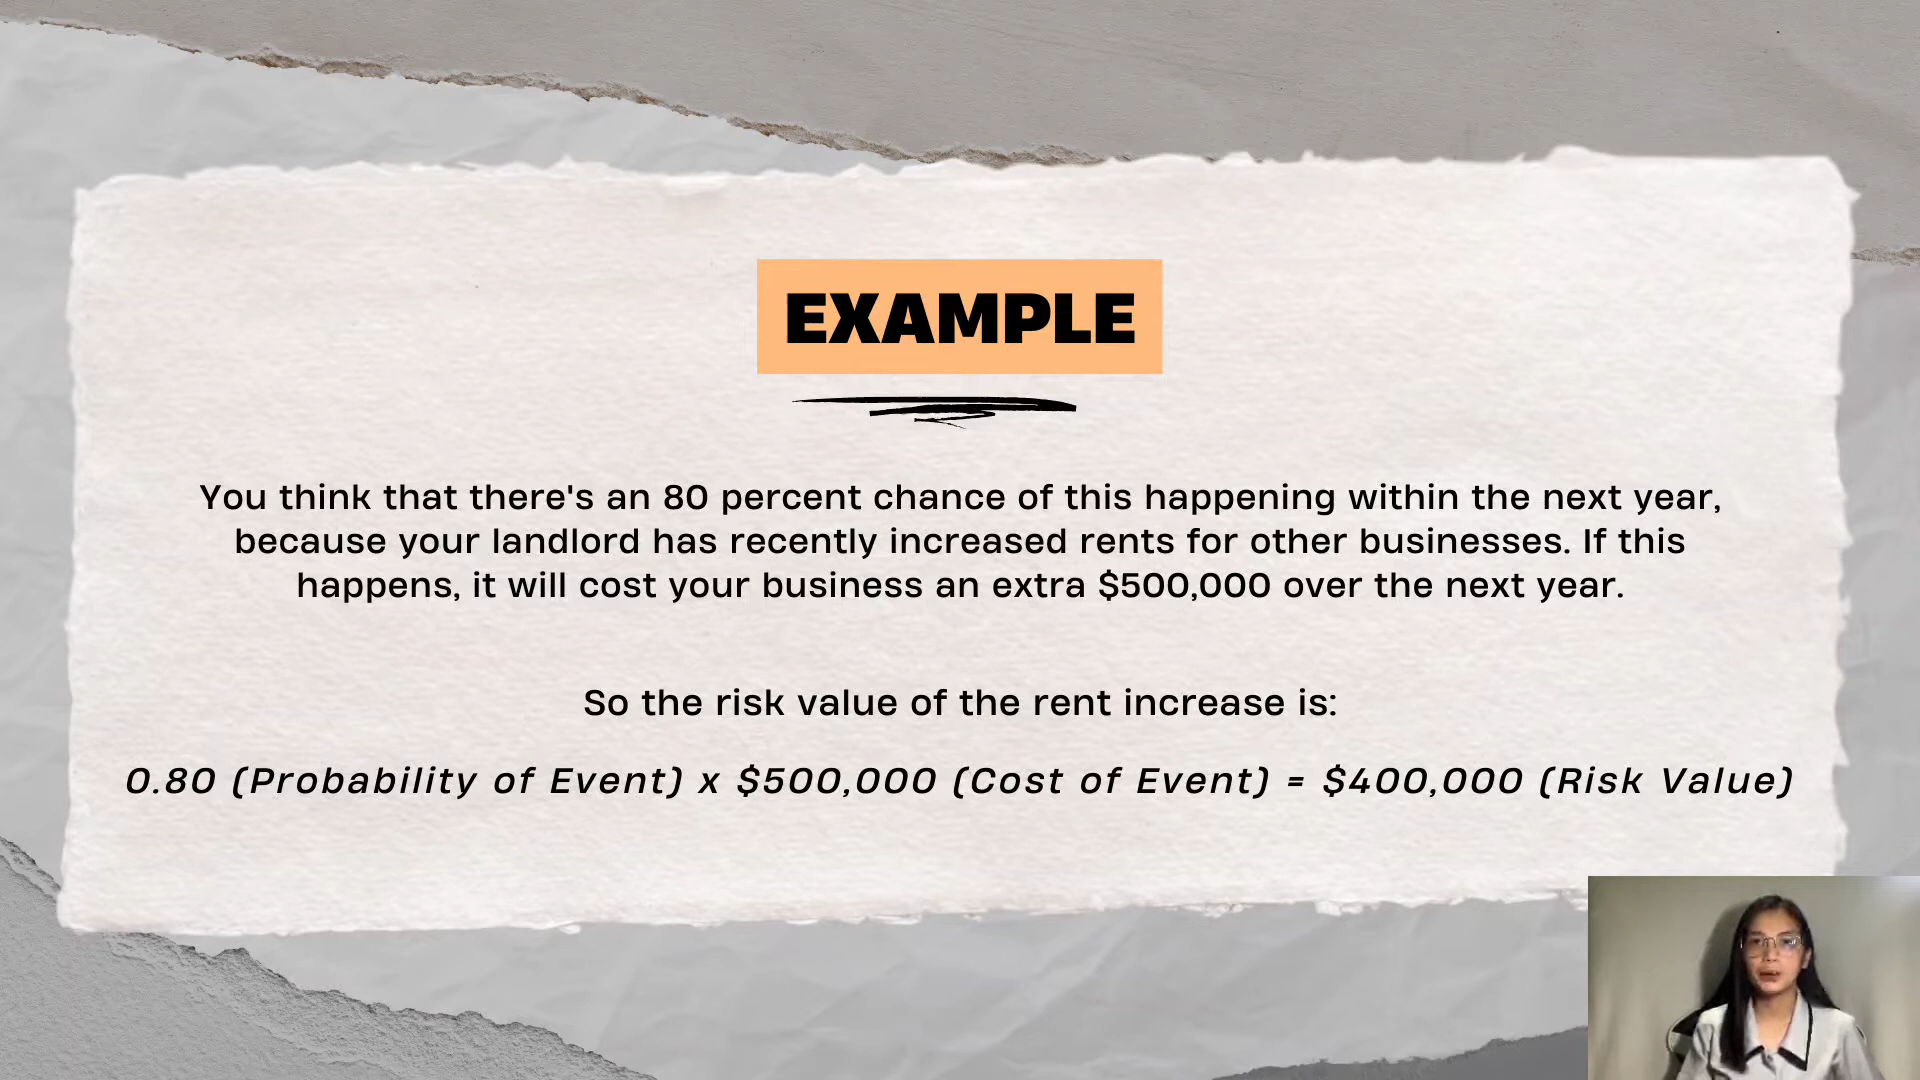 EXAMPLE
You think that there's an 80 percent chance of this happening within the next year,
because your landlord has recently increased rents for other businesses. If this
happens, it will cost your business an extra $500,000 over the next year.
So the risk value of the rent increase is:
0.80 (Probability of Event) x $500,000 (Cost of Event) = $400,000 (Risk Value)